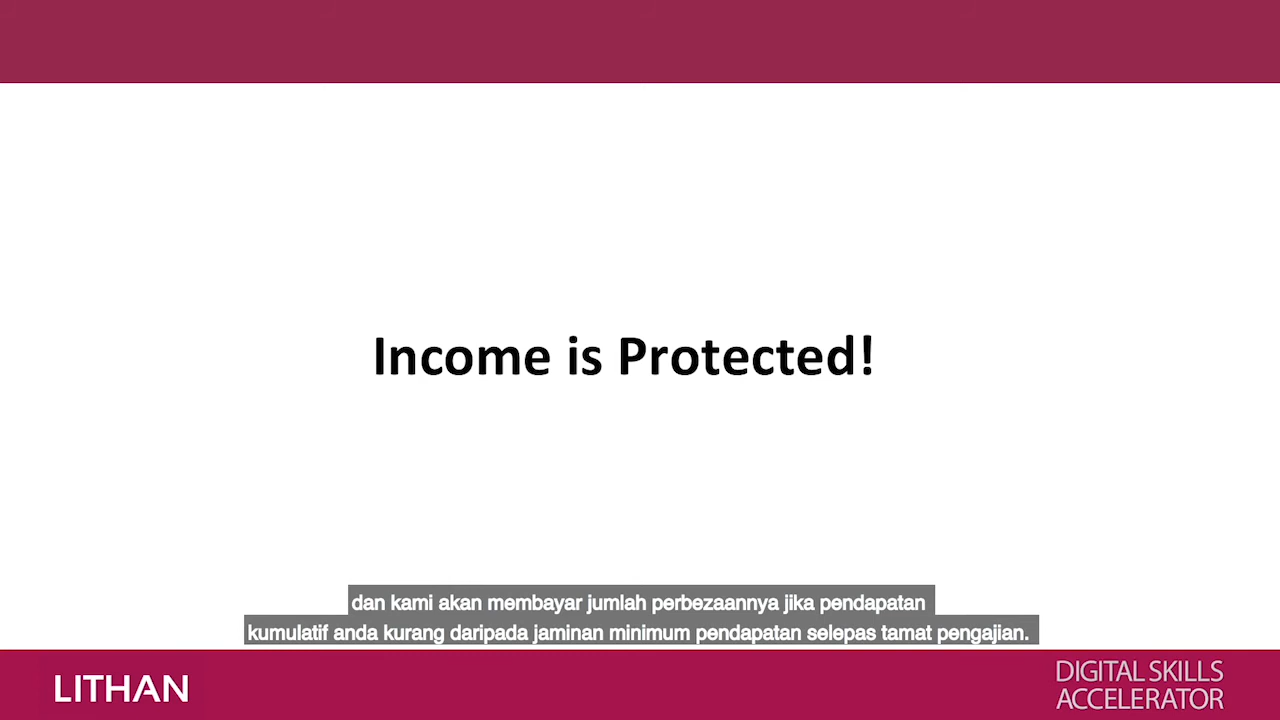 Income is Protected!
dan kami akan membayar jumlah perbezaannya jika pendapatan
kumulatif anda kurang daripada jaminan minimum pendapatan selepas tamat pengajian.
LITHAN
DIGITAL SKILLS
ACCELERATOR